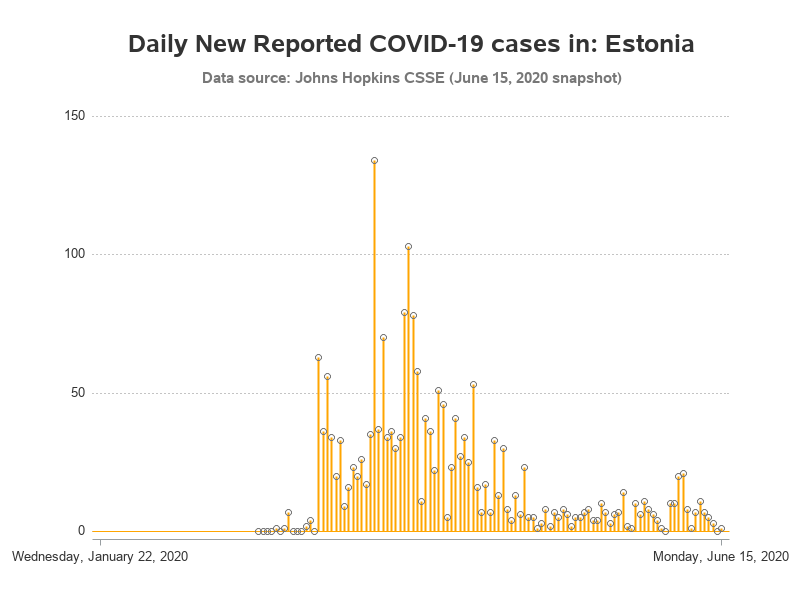 Daily New Reported COVID-19 cases in: Estonia
Data source: Johns Hopkins CSSE (June 15, 2020 snapshot)
150
100
50
0
Wednesday, January 22, 2020
Monday, June 15, 2020